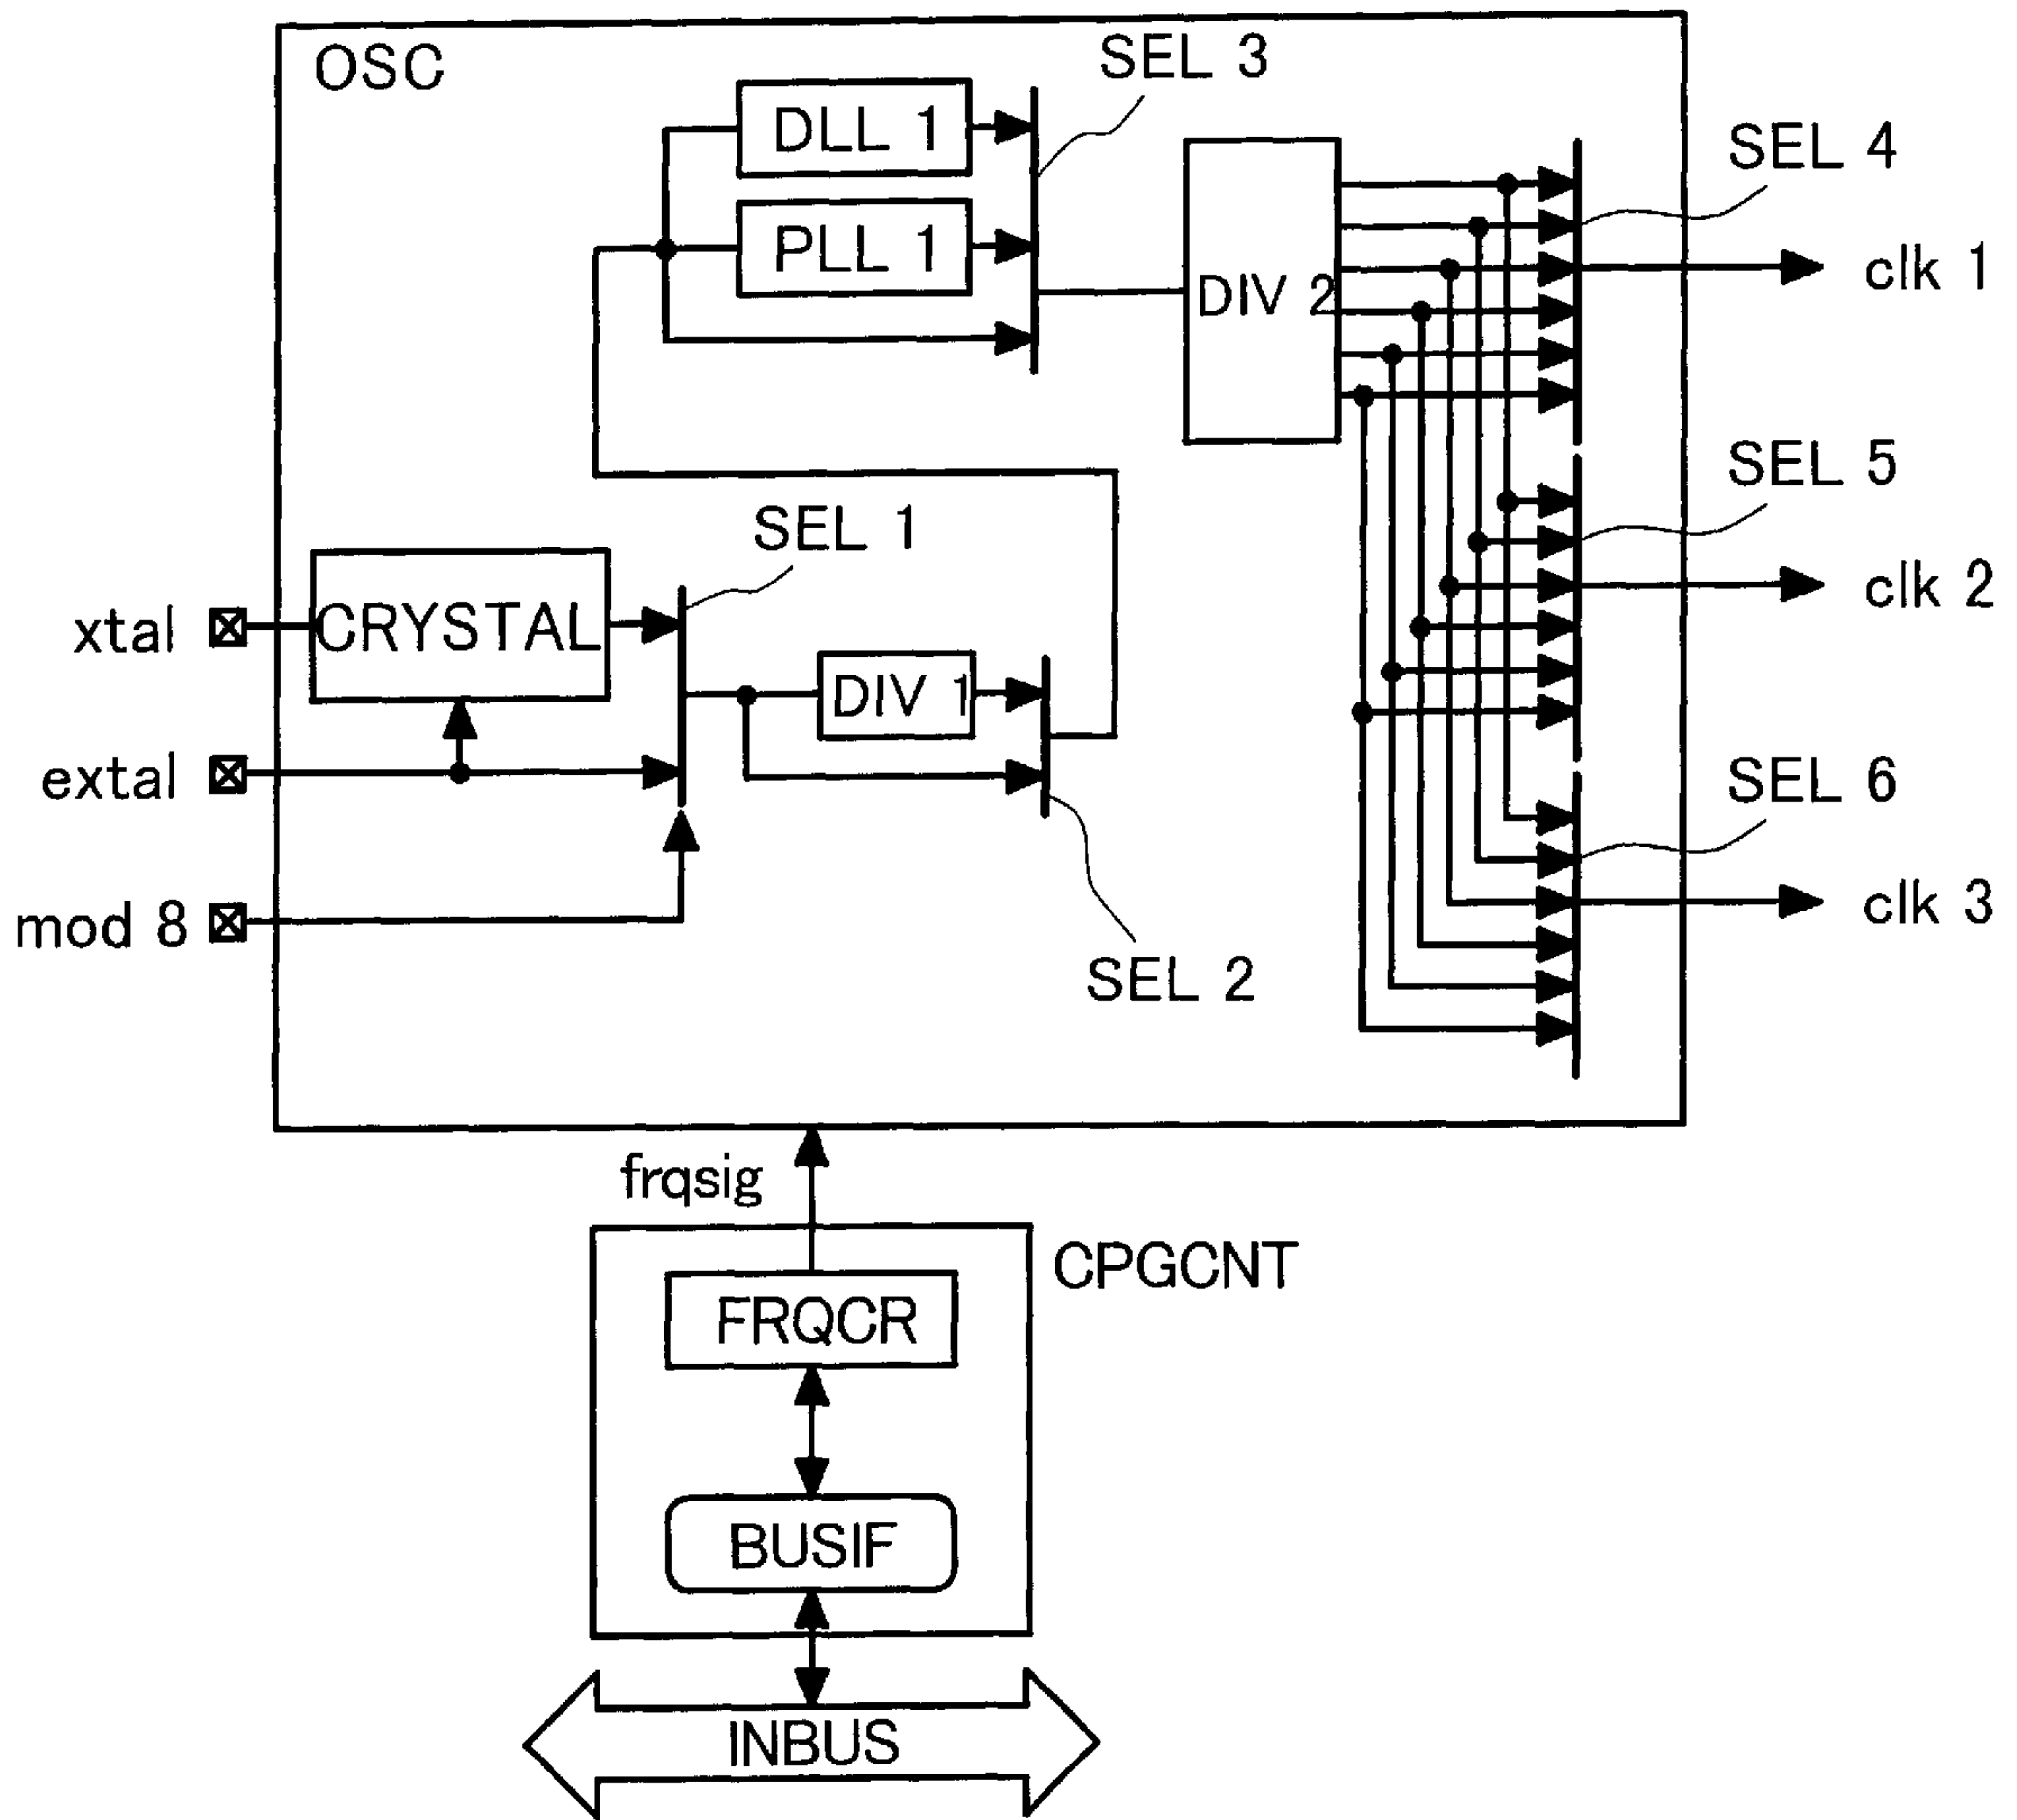 OSC
SEL 3
DLL 1
SEL 4
PLL 1
clk 1
DIV 2
SEL 5
SEL 1
clk 2
xtal
CRYSTAL
DIV 1
extal
SEL 6
mod 8
clk 3
SEL 2
frqsig
CPGCNT
FRQCR
BUSIF
INBUS